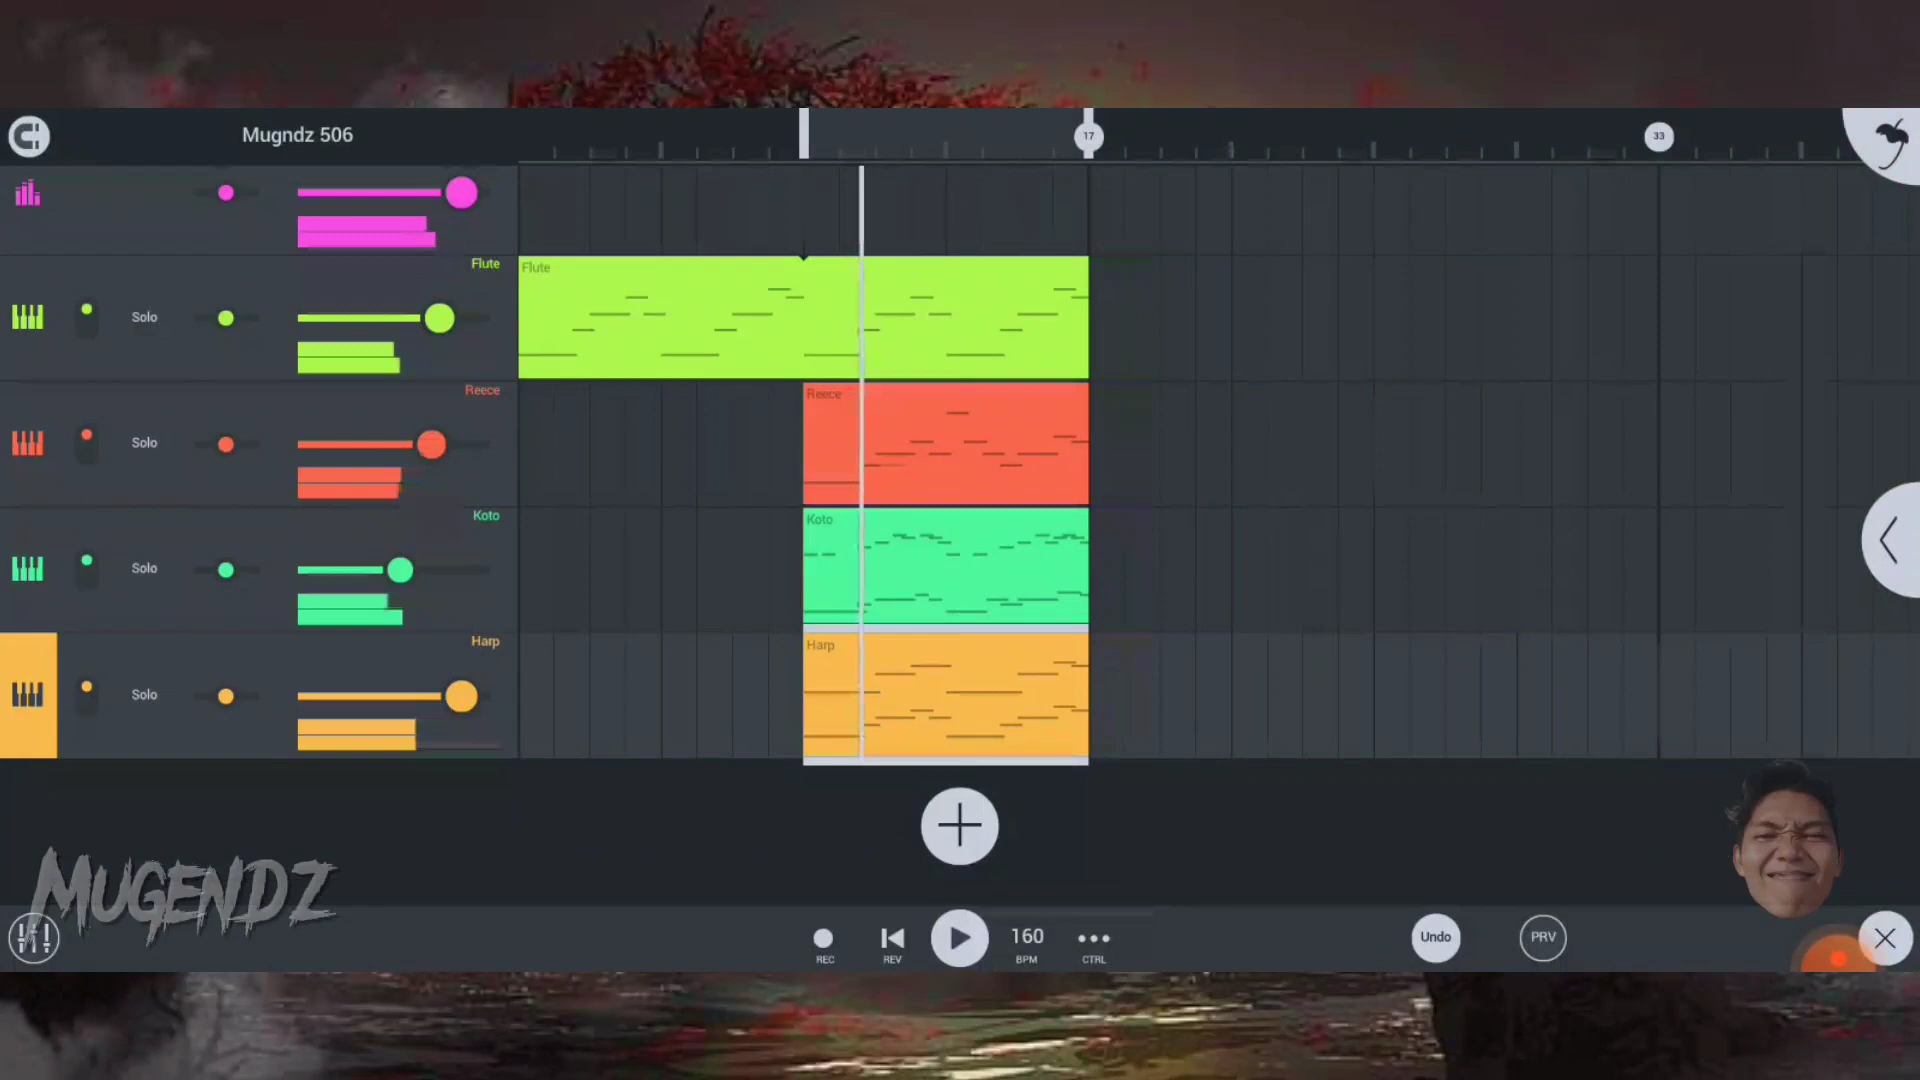 Mugndz 506
17
33
Flute
Flute
Solo
Reece
Reece
Solo
Koto
Koto
Solo
Harp
Harp
Solo
MUGENDZ
REC
REV
160
BPM
CTRL
Undo
PRV